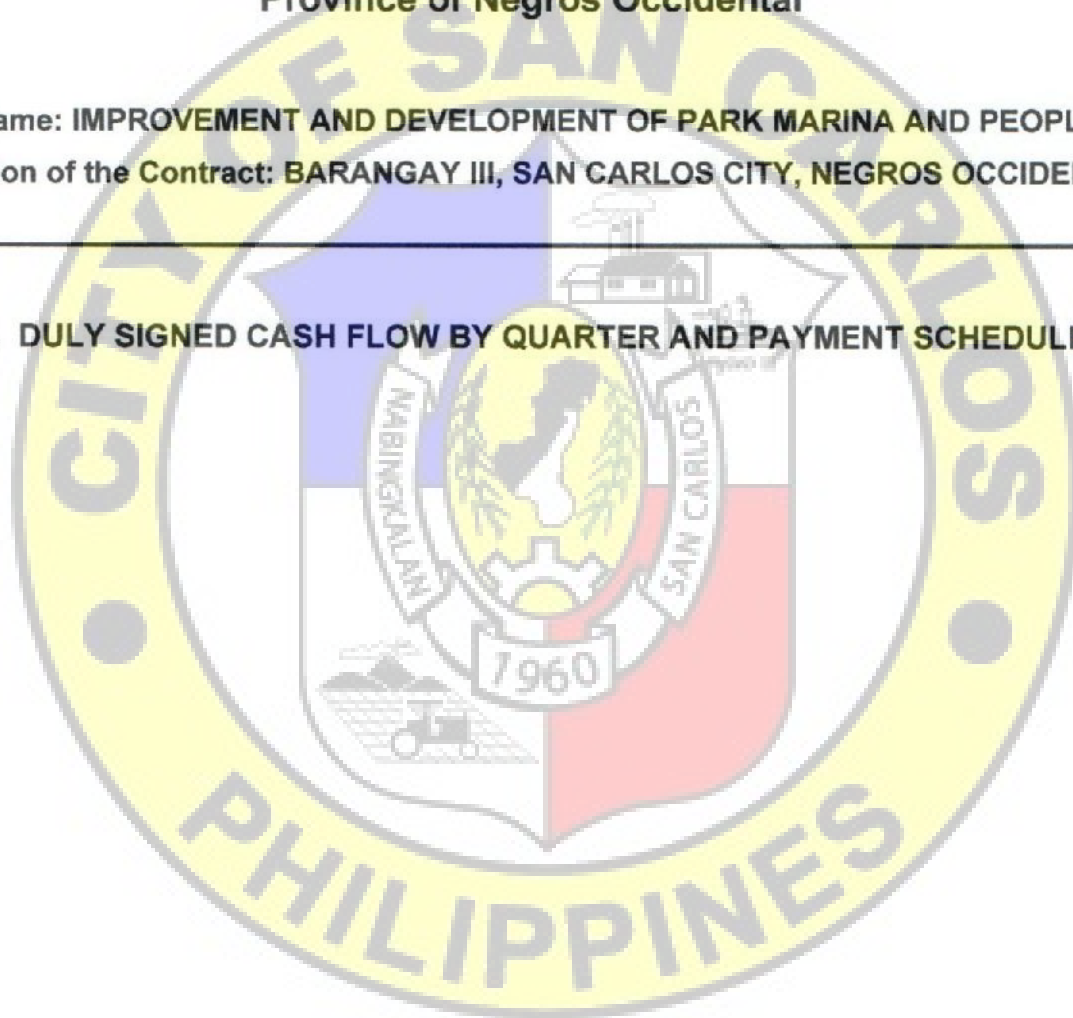 Province of Negros Occidental
ame: IMPROVEMENT AND DEVELOPMENT OF PARK MARINA AND PEOPL
on of the Contract: BARANGAY III, SAN CARLOS CITY, NEGROS OCCIDE
DULY SIGNED CASH FLOW BY QUARTER AND PAYMENT SCHEDUL
CITY OF SAN CARLOS
NABINGKALAN
SAN CARLOS
1960
PHILIPPINES